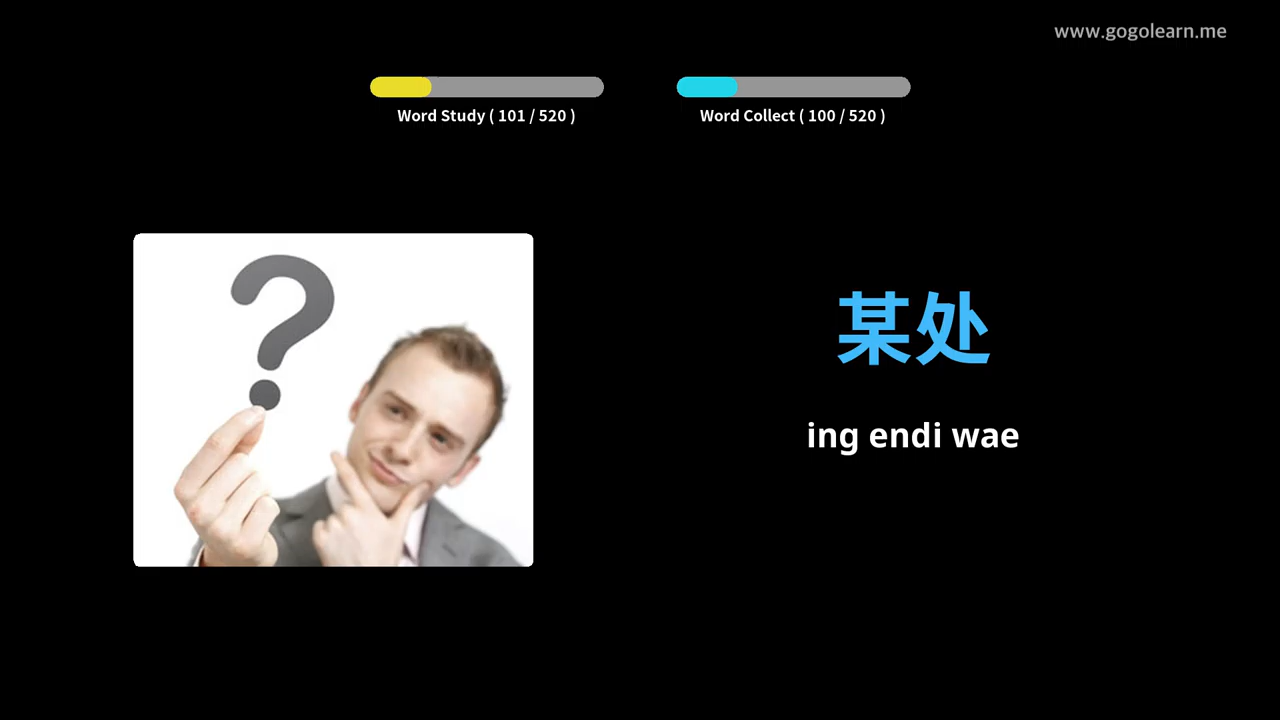 www.gogolearn.me
Word Study ( 101 / 520 )
Word Collect ( 100 / 520 )
?
某处
ing endi wae